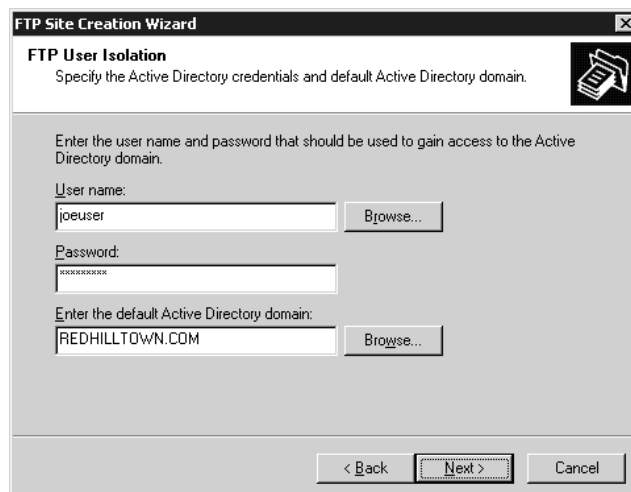 FTP Site Creation Wizard
FTP User Isolation
Specify the Active Directory credentials and default Active Directory domain.
Enter the user name and password that should be used to gain access to the Active
Directory domain.
User name:
joeuser
Browse...
Password:
*********
Enter the default Active Directory domain:
REDHILLTOWN.COM
Browse...
< Back
Next >
Cancel